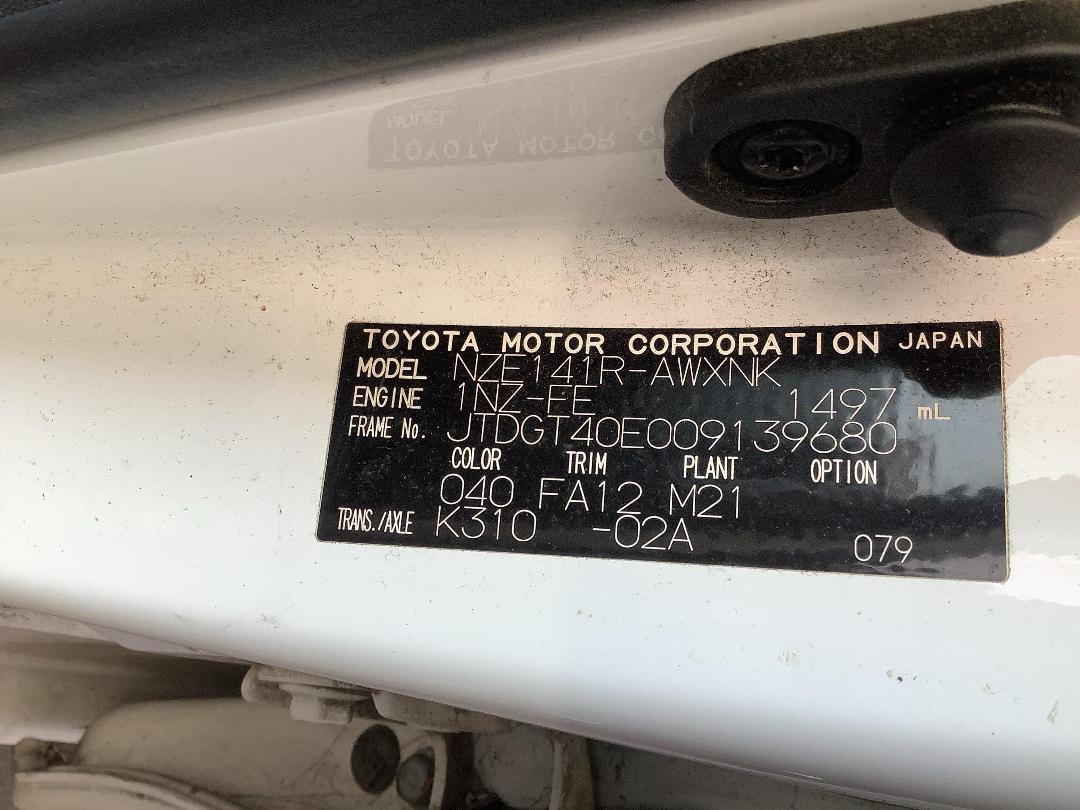 TOYOTA MOTOR CORPORATION JAPAN
MODEL NZE141R-AWXNK
ENGINE 1NZ-FE 1497 mL
FRAME No. JTDGT40E009139680
COLOR TRIM PLANT OPTION
040 FA12 M21
TRANS./AXLE K310 -02A
079